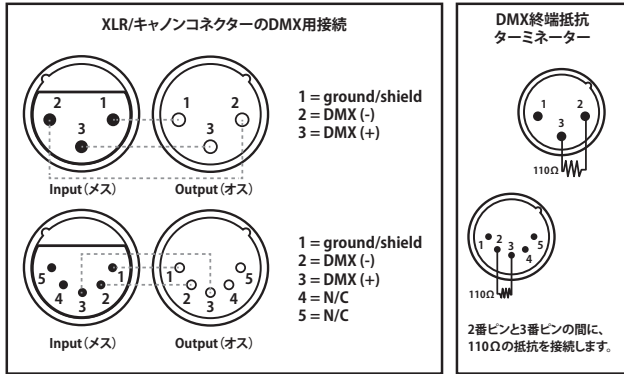 XLR/キャノンコネクターのDMX用接続
2 1
3
1 2
3
Input(メス)
Output(オス)
1 = ground/shield
2 = DMX (-)
3 = DMX (+)
5 1
4 2
3
1 5
2 4
3
Input(メス)
Output(オス)
1 = ground/shield
2 = DMX (-)
3 = DMX (+)
4 = N/C
5 = N/C
DMX終端抵抗
ターミネーター
1 2
3
110Ω
1 2 3 5
4
110Ω
2番ピンと3番ピンの間に、
110Ωの抵抗を接続します。